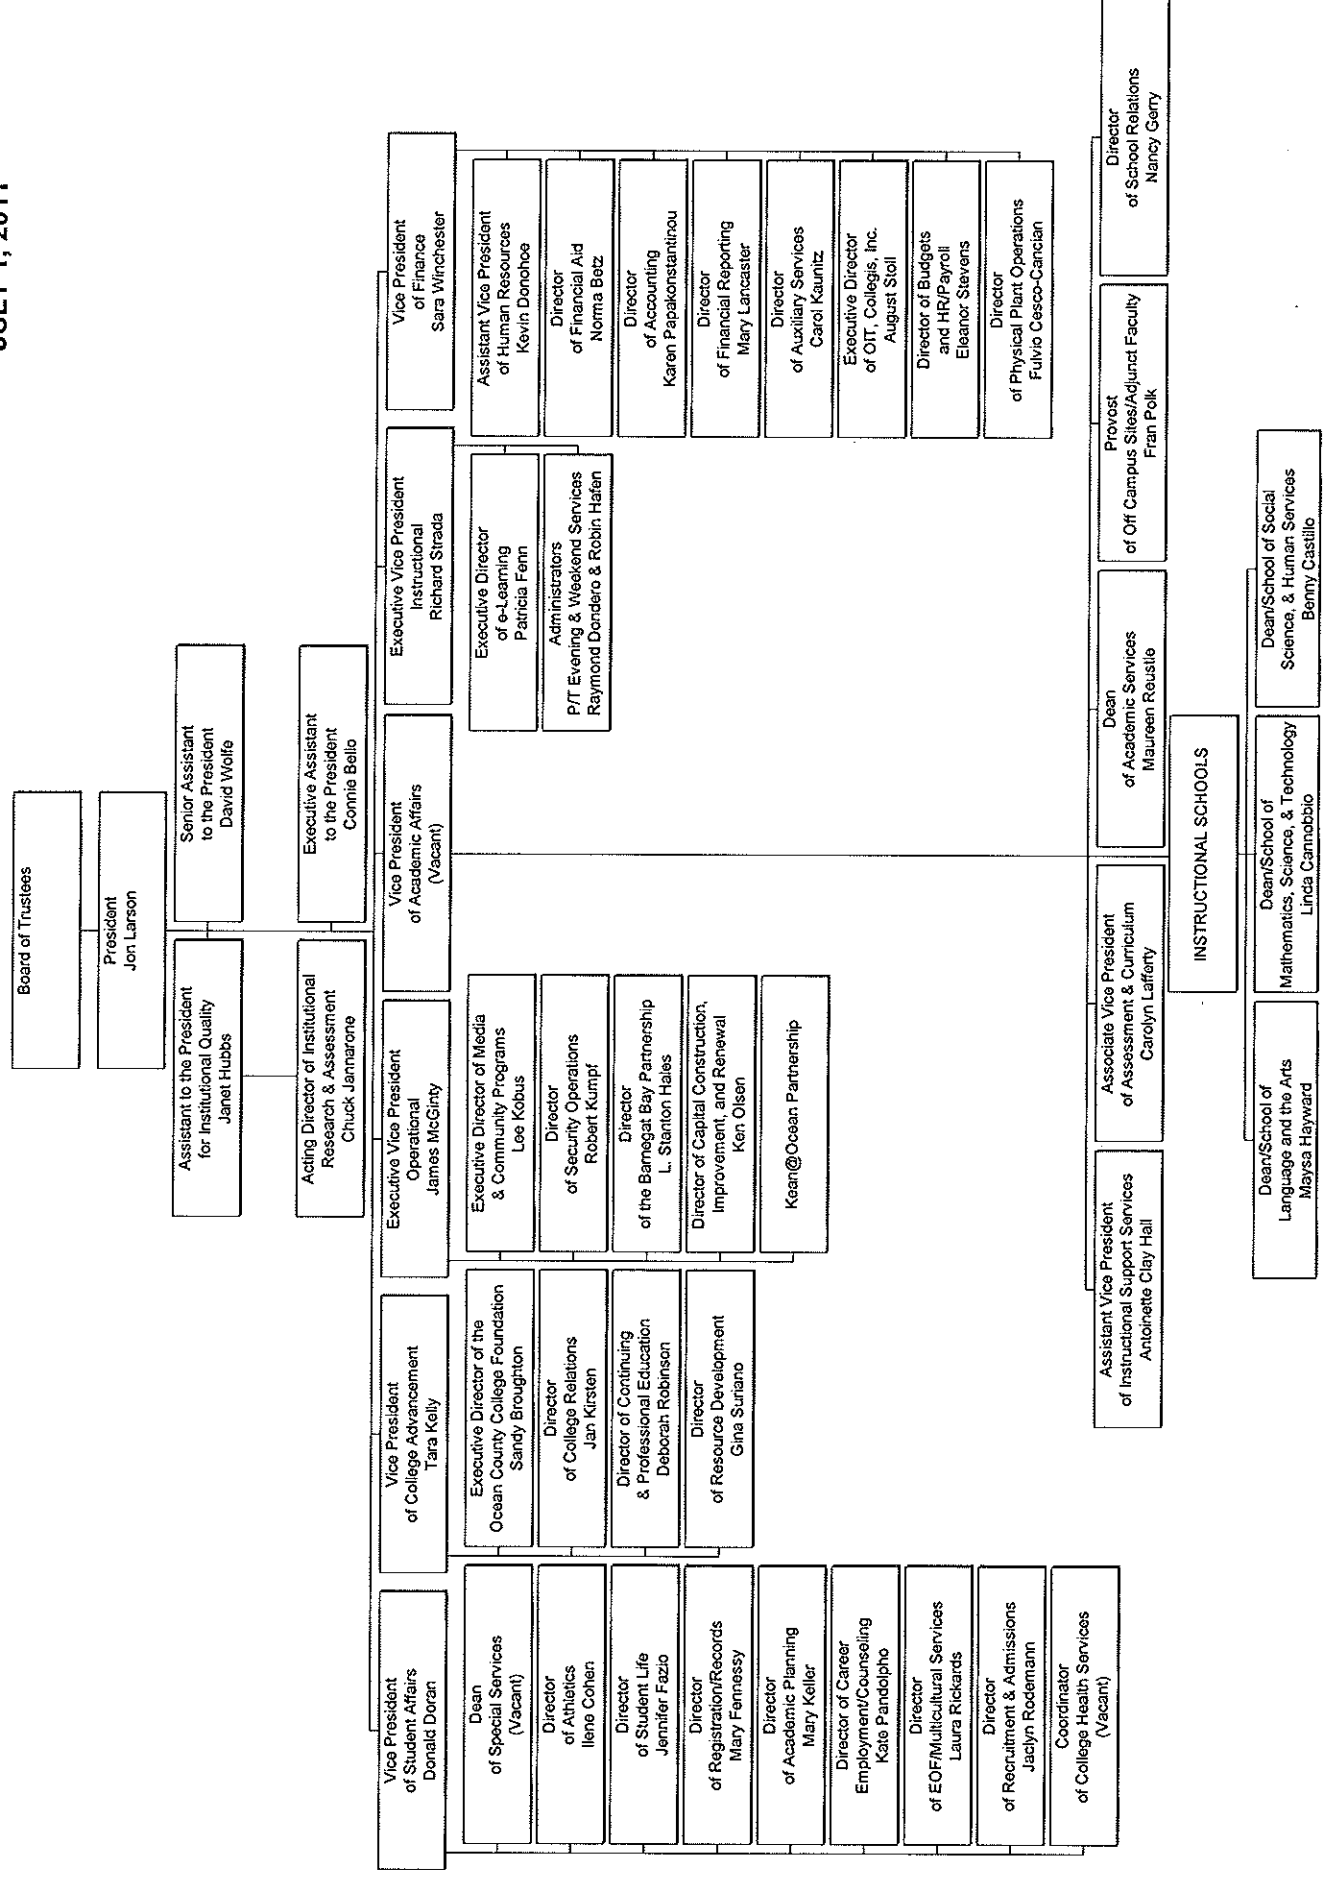 JULY 1, 2011
Board of Trustees
President
Jon Larson
Assistant to the President
for Institutional Quality
Janet Hubbs
Senior Assistant
to the President
David Wolfe
Acting Director of Institutional
Research & Assessment
Chuck Jannarone
Executive Assistant
to the President
Connie Bello
Vice President
of Student Affairs
Donald Doran
Vice President
of College Advancement
Tara Kelly
Executive Vice President
Operational
James McGinty
Vice President
of Academic Affairs
(Vacant)
Executive Vice President
Instructional
Richard Strada
Vice President
of Finance
Sara Winchester
Dean
of Special Services
(Vacant)
Director
of Athletics
Ilene Cohen
Director
of Student Life
Jennifer Fazio
Director
of Registration/Records
Mary Fennessy
Director
of Academic Planning
Mary Keller
Director of Career
Employment/Counseling
Kate Pandolpho
Director
of EOF/Multicultural Services
Laura Rickards
Director
of Recruitment & Admissions
Jaclyn Rodemann
Coordinator
of College Health Services
(Vacant)
Executive Director of the
Ocean County College Foundation
Sandy Broughton
Director
of College Relations
Jan Kirsten
Director of Continuing
& Professional Education
Deborah Robinson
Director
of Resource Development
Gina Suriano
Executive Director of Media
& Community Programs
Lee Kobus
Director
of Security Operations
Robert Kumpf
Director
of the Barnegat Bay Partnership
L. Stanton Hales
Director of Capital Construction,
Improvement, and Renewal
Ken Olsen
Kean@Ocean Partnership
Executive Director
of e-Learning
Patricia Fenn
Administrators
P/T Evening & Weekend Services
Raymond Dondero & Robin Hafen
Assistant Vice President
of Human Resources
Kevin Donohoe
Director
of Financial Aid
Norma Betz
Director
of Accounting
Karen Papakonstantinou
Director
of Financial Reporting
Mary Lancaster
Director
of Auxiliary Services
Carol Kaunitz
Executive Director
of OIT, Collegis, Inc.
August Stoll
Director of Budgets
and HR/Payroll
Eleanor Stevens
Director
of Physical Plant Operations
Fulvio Cesco-Cancian
Assistant Vice President
of Instructional Support Services
Antoinette Clay Hall
Associate Vice President
of Assessment & Curriculum
Carolyn Lafferty
Dean
of Academic Services
Maureen Reustle
Provost
of Off Campus Sites/Adjunct Faculty
Fran Polk
Director
of School Relations
Nancy Gerry
INSTRUCTIONAL SCHOOLS
Dean/School of
Language and the Arts
Maysa Hayward
Dean/School of
Mathematics, Science, & Technology
Linda Cannobbio
Dean/School of Social
Science, & Human Services
Benny Castillo